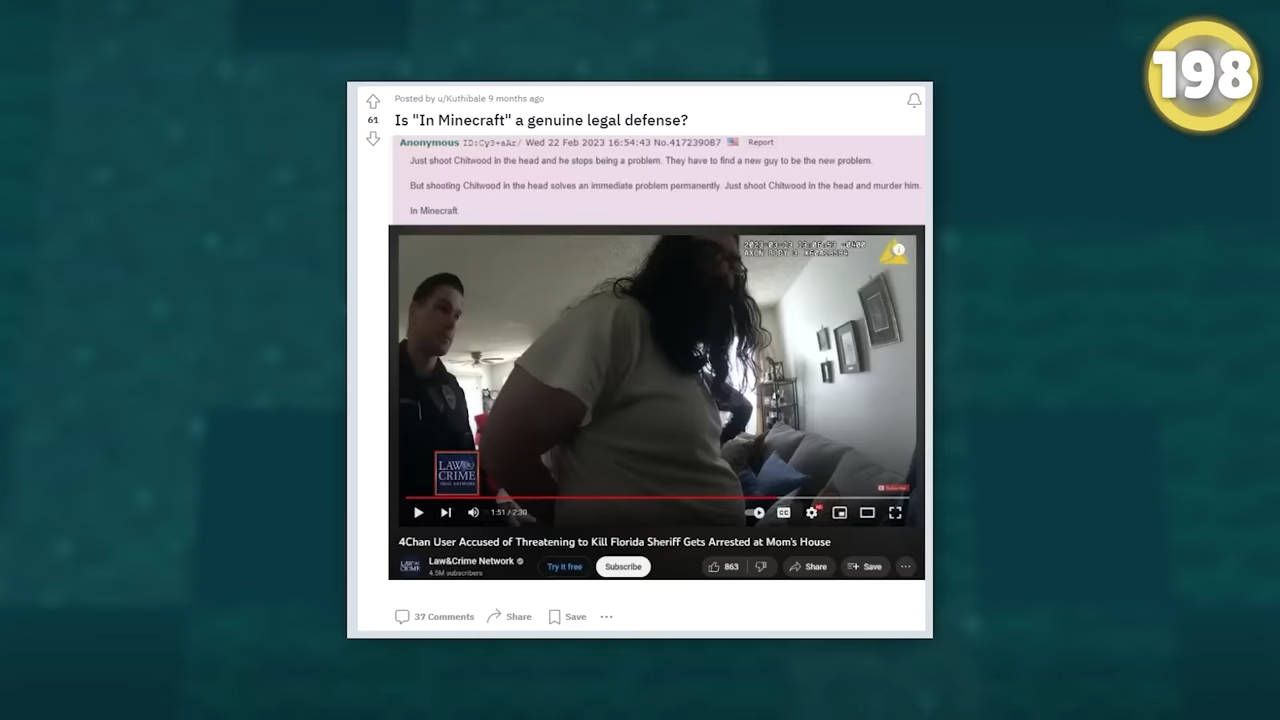 198
Posted by u/Kuthibale 9 months ago
61
Is "In Minecraft" a genuine legal defense?
Anonymous ID:Cy3+aAr/ Wed 22 Feb 2023 16:54:43 No.417239087 Report
Just shoot Chitwood in the head and he stops being a problem. They have to find a new guy to be the new problem.
But shooting Chitwood in the head solves an immediate problem permanently. Just shoot Chitwood in the head and murder him.
In Minecraft.
LAW&CRIME
1:51 / 2:30
CC
4Chan User Accused of Threatening to Kill Florida Sheriff Gets Arrested at Mom's House
Law&Crime Network
4.5M subscribers
Try it free
Subscribe
863
Share
Save
37 Comments
Share
Save